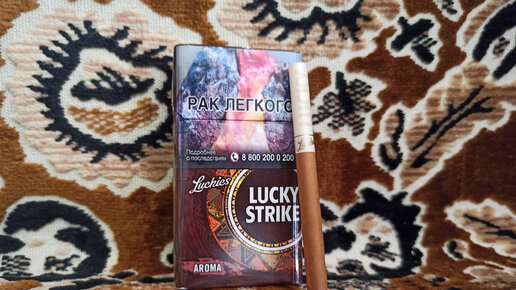 РАК ЛЕГКОГО
Подробнее
о последствиях 8 800 200 0 200
Luckies
LUCKY
STRIKE
AROMA